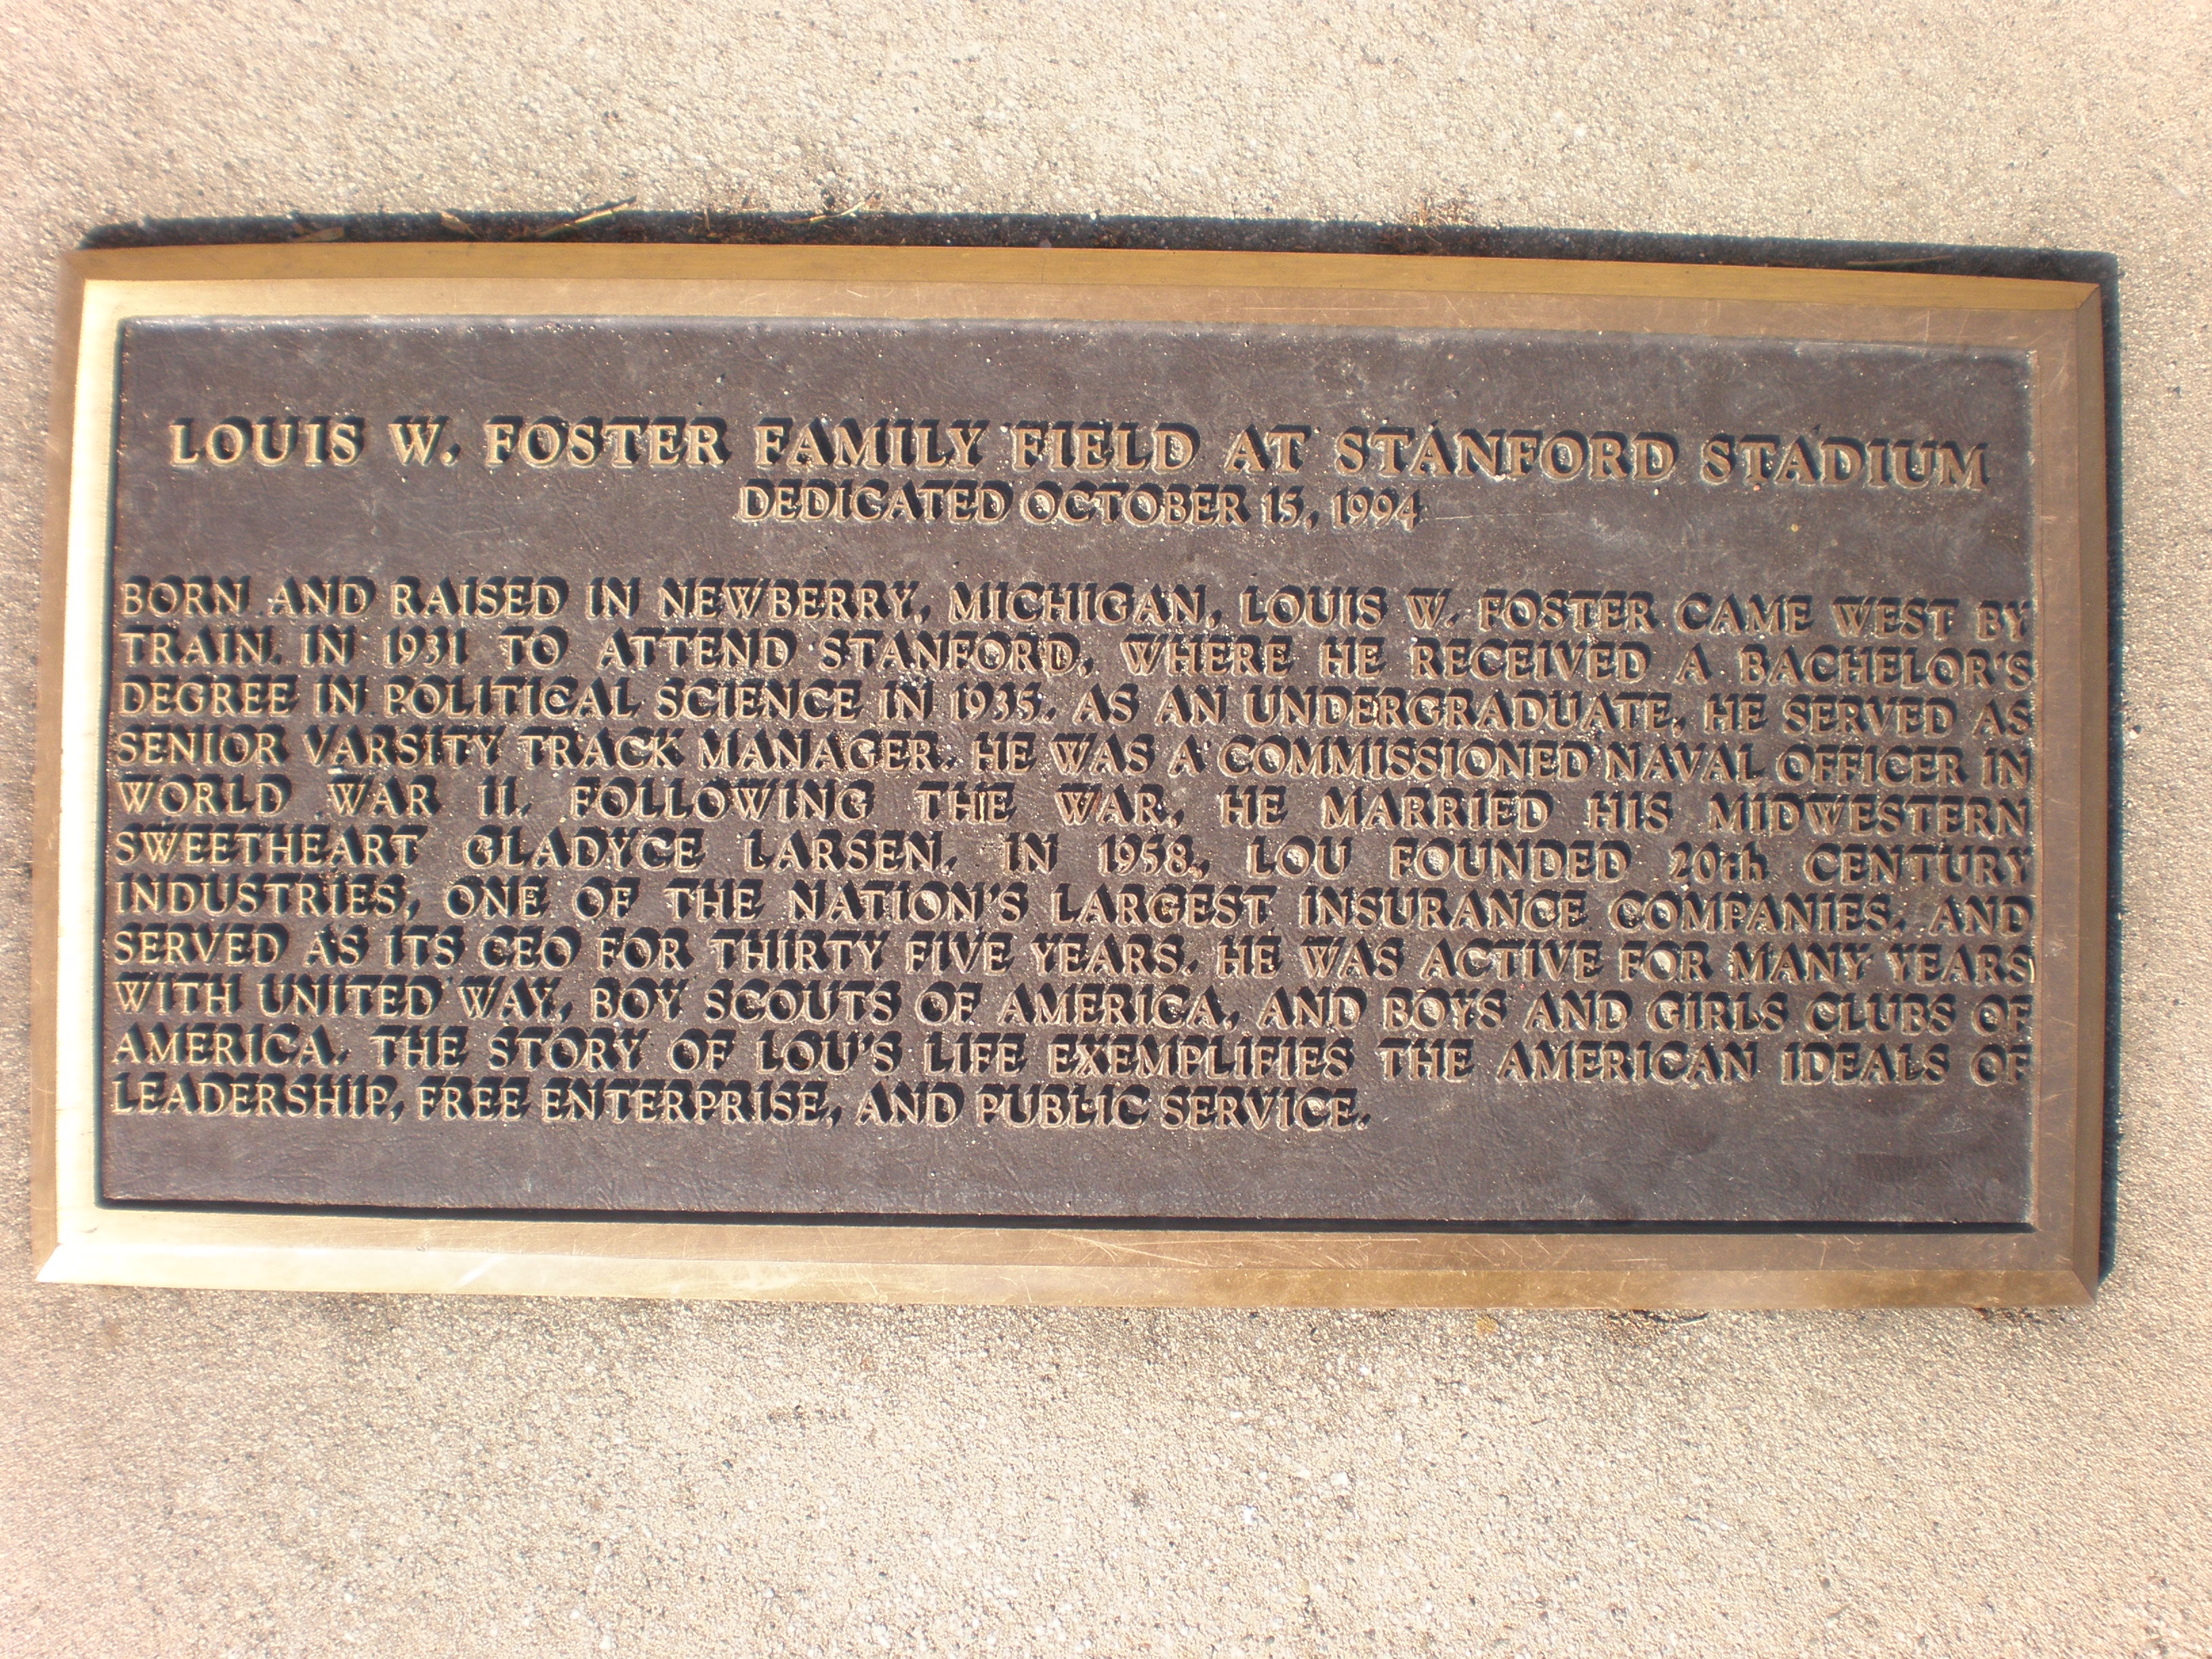 LOUIS W. FOSTER FAMILY FIELD AT STANFORD STADIUM
DEDICATED OCTOBER 15, 1994
BORN AND RAISED IN NEWBERRY, MICHIGAN, LOUIS W. FOSTER CAME WEST BY
TRAIN IN 1931 TO ATTEND STANFORD, WHERE HE RECEIVED A BACHELOR'S
DEGREE IN POLITICAL SCIENCE IN 1935. AS AN UNDERGRADUATE, HE SERVED AS
SENIOR VARSITY TRACK MANAGER. HE WAS A COMMISSIONED NAVAL OFFICER IN
WORLD WAR II. FOLLOWING THE WAR, HE MARRIED HIS MIDWESTERN
SWEETHEART GLADYCE LARSEN. IN 1958, LOU FOUNDED 20th CENTURY
INDUSTRIES, ONE OF THE NATION'S LARGEST INSURANCE COMPANIES, AND
SERVED AS ITS CEO FOR THIRTY FIVE YEARS. HE WAS ACTIVE FOR MANY YEARS
WITH UNITED WAY, BOY SCOUTS OF AMERICA, AND BOYS AND GIRLS CLUBS OF
AMERICA. THE STORY OF LOU'S LIFE EXEMPLIFIES THE AMERICAN IDEALS OF
LEADERSHIP, FREE ENTERPRISE, AND PUBLIC SERVICE.